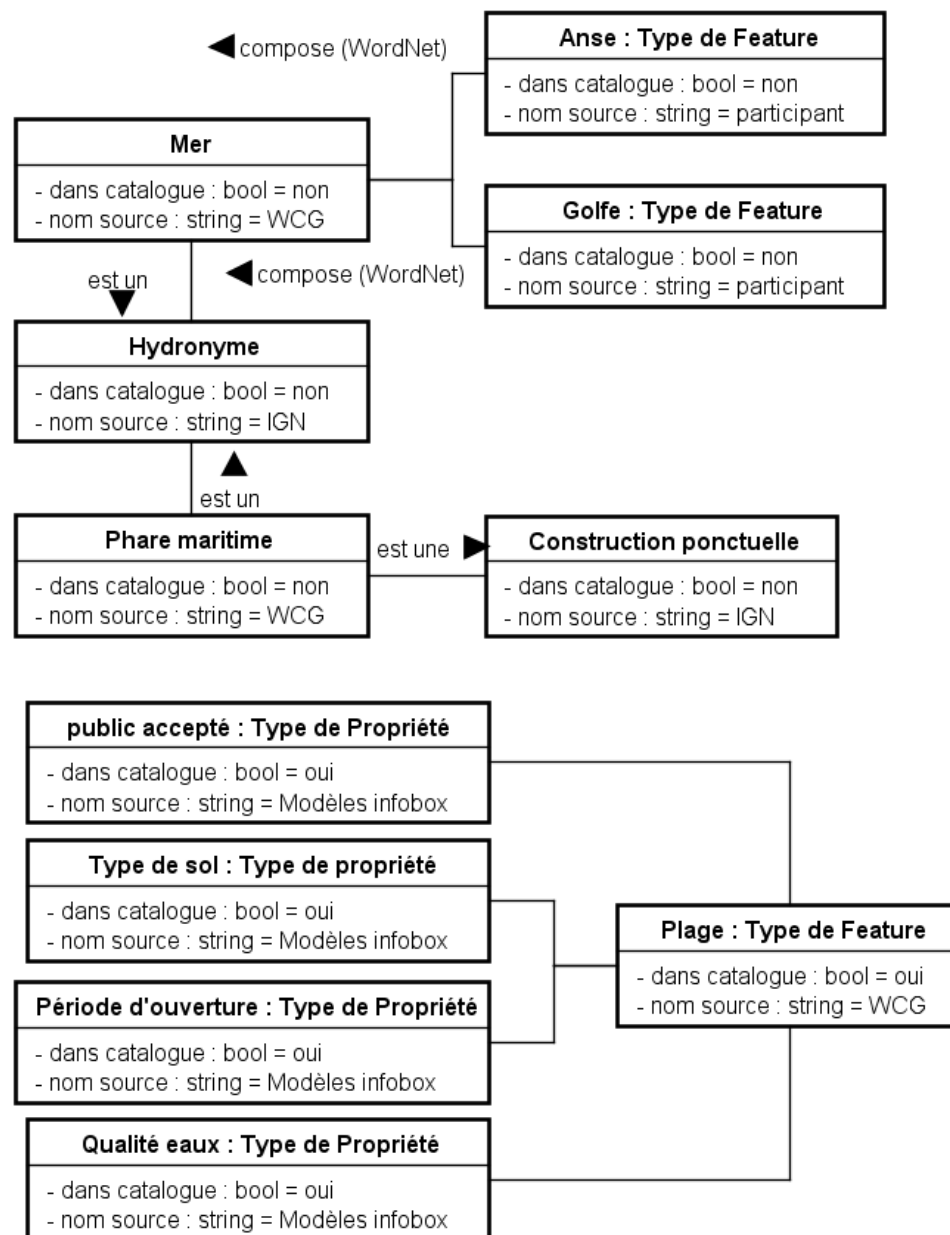 ◀ compose (WordNet)
Anse : Type de Feature
- dans catalogue : bool = non
- nom source : string = participant
Mer
- dans catalogue : bool = non
- nom source : string = WCG
Golfe : Type de Feature
- dans catalogue : bool = non
- nom source : string = participant
est un
◀ compose (WordNet)
Hydronyme
- dans catalogue : bool = non
- nom source : string = IGN
est un
Phare maritime
- dans catalogue : bool = non
- nom source : string = WCG
est une
Construction ponctuelle
- dans catalogue : bool = non
- nom source : string = IGN
public accepté : Type de Propriété
- dans catalogue : bool = oui
- nom source : string = Modèles infobox
Type de sol : Type de propriété
- dans catalogue : bool = oui
- nom source : string = Modèles infobox
Plage : Type de Feature
- dans catalogue : bool = oui
- nom source : string = WCG
Période d'ouverture : Type de Propriété
- dans catalogue : bool = oui
- nom source : string = Modèles infobox
Qualité eaux : Type de Propriété
- dans catalogue : bool = oui
- nom source : string = Modèles infobox